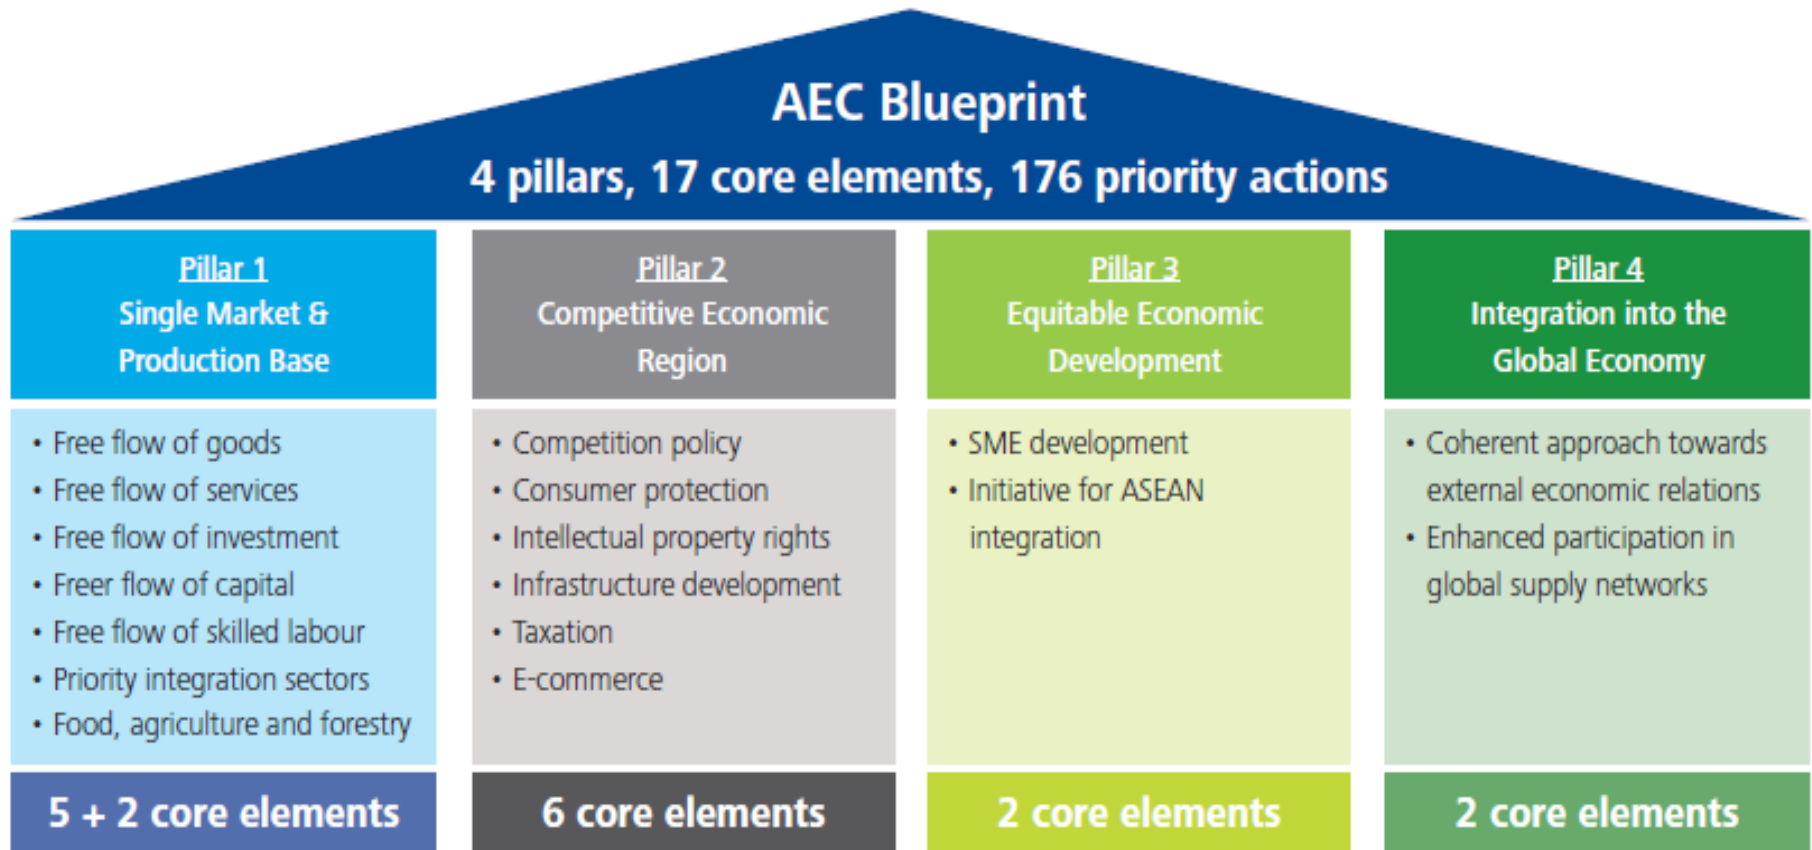 AEC Blueprint
4 pillars, 17 core elements, 176 priority actions
Pillar 1
Single Market &
Production Base
• Free flow of goods
• Free flow of services
• Free flow of investment
• Freer flow of capital
• Free flow of skilled labour
• Priority integration sectors
• Food, agriculture and forestry
5 + 2 core elements
Pillar 2
Competitive Economic
Region
• Competition policy
• Consumer protection
• Intellectual property rights
• Infrastructure development
• Taxation
• E-commerce
6 core elements
Pillar 3
Equitable Economic
Development
• SME development
• Initiative for ASEAN
integration
2 core elements
Pillar 4
Integration into the
Global Economy
• Coherent approach towards
external economic relations
• Enhanced participation in
global supply networks
2 core elements